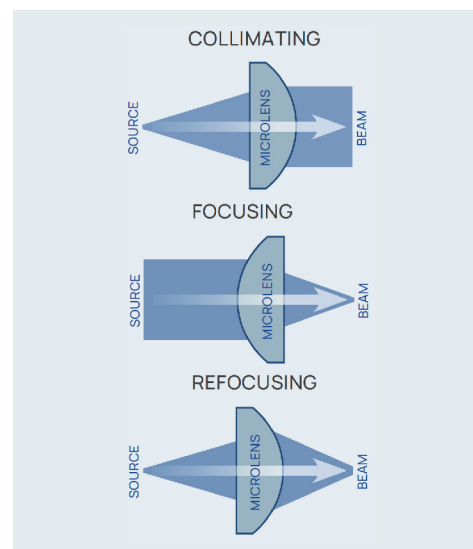 COLLIMATING
SOURCE
MICROLENS
BEAM
FOCUSING
SOURCE
MICROLENS
BEAM
REFOCUSING
SOURCE
MICROLENS
BEAM